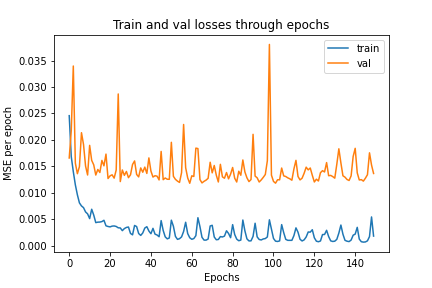 Train and val losses through epochs
train
val
MSE per epoch
0.035
0.030
0.025
0.020
0.015
0.010
0.005
0.000
0 20 40 60 80 100 120 140
Epochs